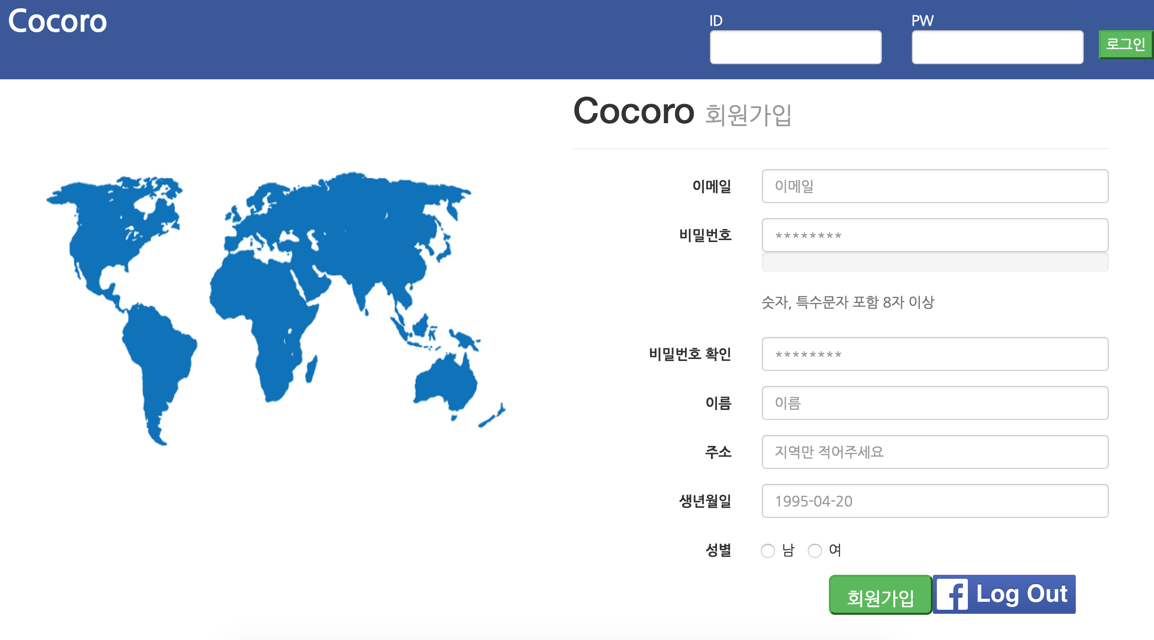 Cocoro
ID
PW
로그인
Cocoro 회원가입
이메일
이메일
비밀번호
********
숫자, 특수문자 포함 8자 이상
비밀번호 확인
********
이름
이름
주소
지역만 적어주세요
생년월일
1995-04-20
성별
남 여
회원가입
f Log Out